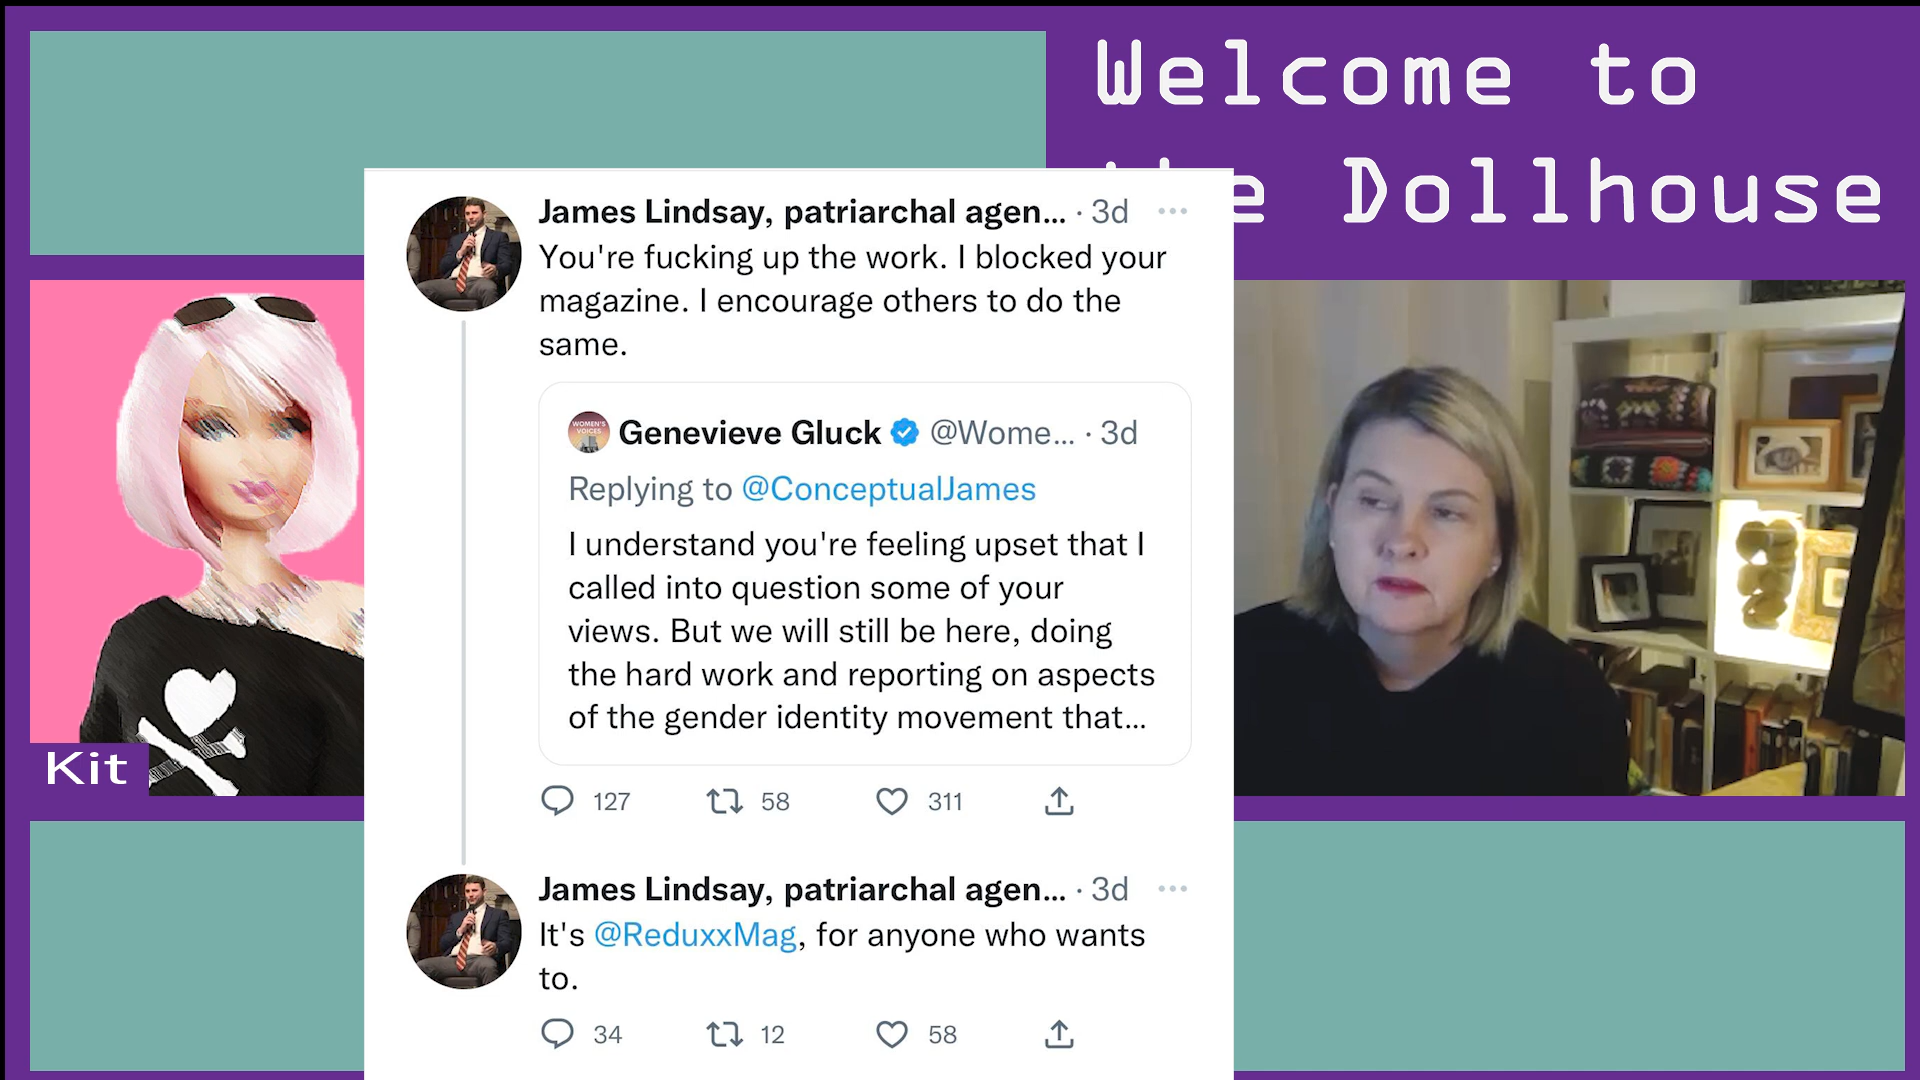 Welcome to
the Dollhouse
James Lindsay, patriarchal agen... · 3d
You're fucking up the work. I blocked your
magazine. I encourage others to do the
same.
WOMEN'S
VOICES
Genevieve Gluck @Wome... · 3d
Replying to @ConceptualJames
I understand you're feeling upset that I
called into question some of your
views. But we will still be here, doing
the hard work and reporting on aspects
of the gender identity movement that...
127 58 311
James Lindsay, patriarchal agen... · 3d
It's @ReduxxMag, for anyone who wants
to.
34 12 58
Kit